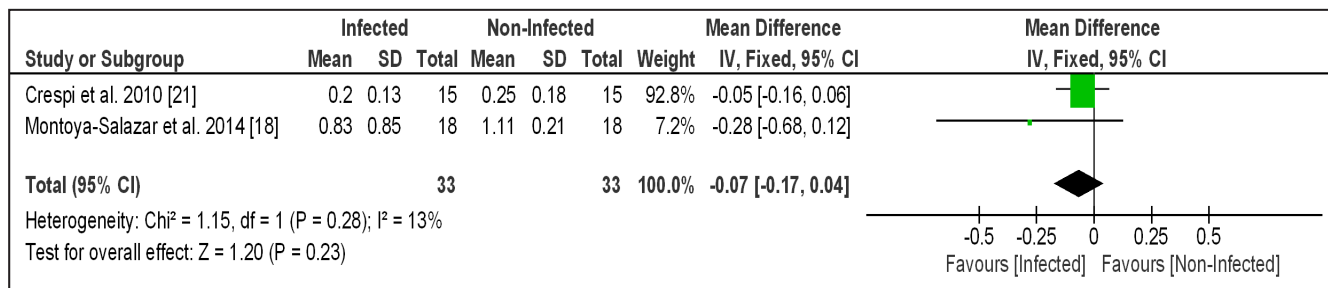 Infected Non-Infected Mean Difference Mean Difference
Study or Subgroup Mean SD Total Mean SD Total Weight IV, Fixed, 95% CI IV, Fixed, 95% CI
Crespi et al. 2010 [21] 0.2 0.13 15 0.25 0.18 15 92.8% -0.05 [-0.16, 0.06]
Montoya-Salazar et al. 2014 [18] 0.83 0.85 18 1.11 0.21 18 7.2% -0.28 [-0.68, 0.12]
Total (95% CI) 33 33 100.0% -0.07 [-0.17, 0.04]
Heterogeneity: Chi² = 1.15, df = 1 (P = 0.28); I² = 13%
Test for overall effect: Z = 1.20 (P = 0.23)
-0.5 -0.25 0 0.25 0.5
Favours [Infected] Favours [Non-Infected]